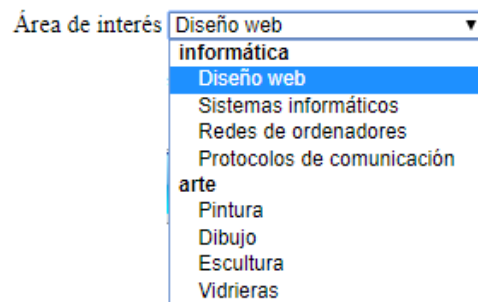 Área de interés Diseño web
informática
Diseño web
Sistemas informáticos
Redes de ordenadores
Protocolos de comunicación
arte
Pintura
Dibujo
Escultura
Vidrieras